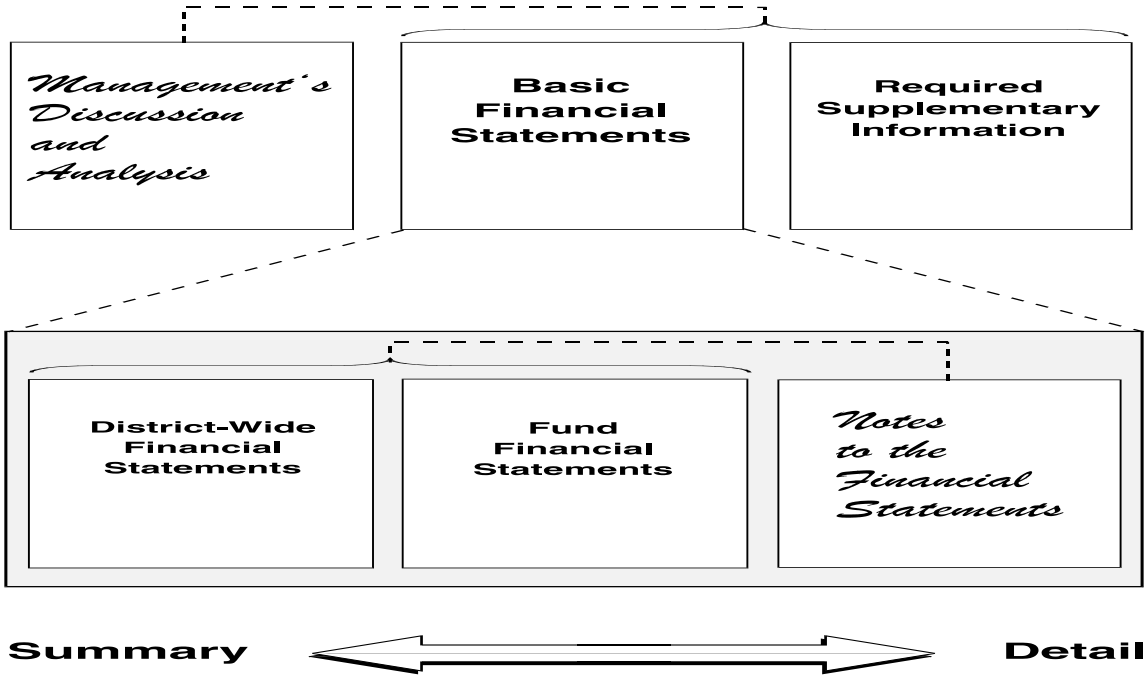 Management's
Discussion
and
Analysis
Basic
Financial
Statements
Required
Supplementary
Information
District-Wide
Financial
Statements
Fund
Financial
Statements
Notes
to the
Financial
Statements
Summary
Detail